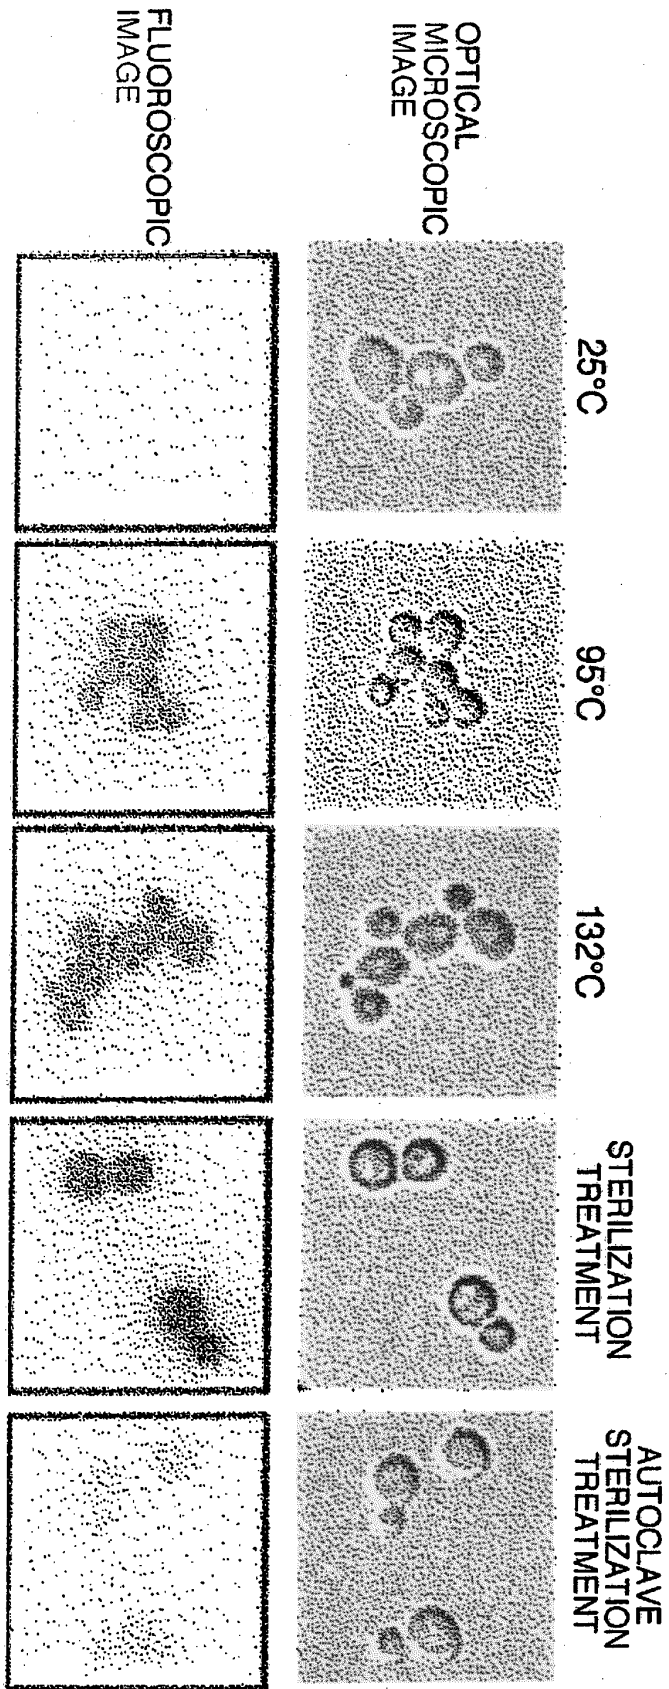 25°C
95°C
132°C
STERILIZATION
TREATMENT
AUTOCLAVE
STERILIZATION
TREATMENT
OPTICAL
MICROSCOPIC
IMAGE
FLUOROSCOPIC
IMAGE